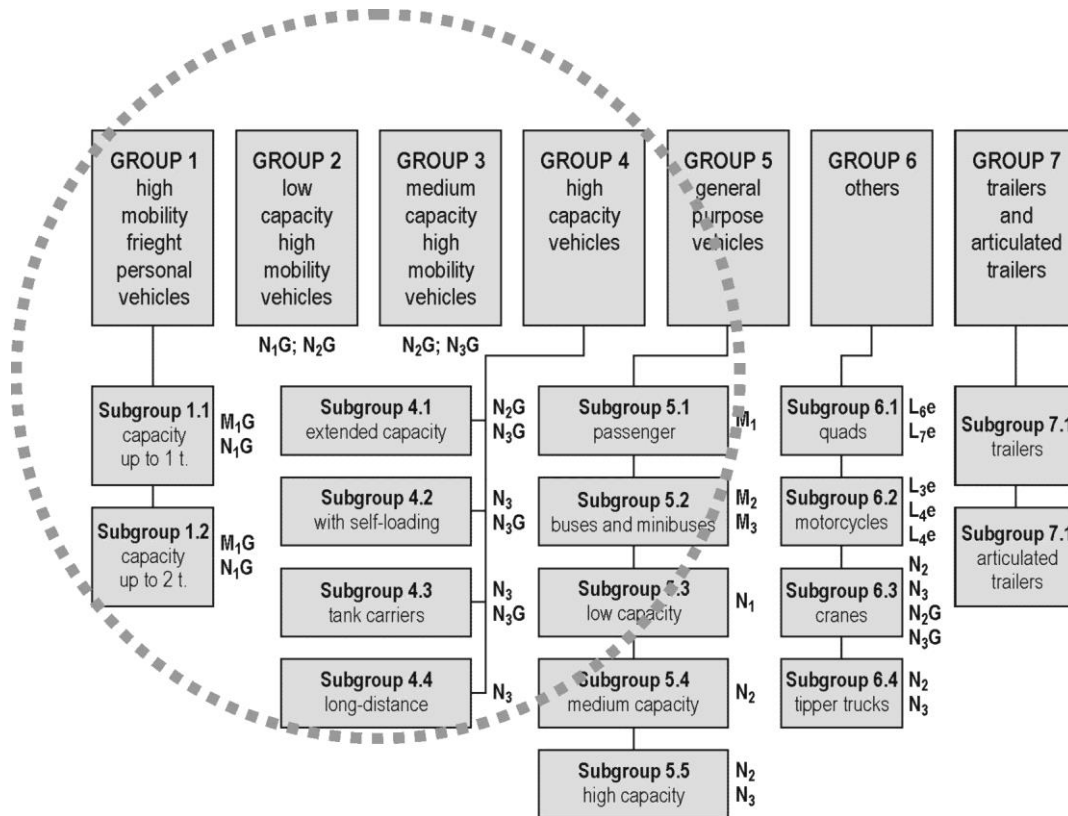 GROUP 1
high
mobility
frieght
personal
vehicles
GROUP 2
low
capacity
high
mobility
vehicles
GROUP 3
medium
capacity
high
mobility
vehicles
GROUP 4
high
capacity
vehicles
GROUP 5
general
purpose
vehicles
GROUP 6
others
GROUP 7
trailers
and
articulated
trailers
N₁G; N₂G
N₂G; N₃G
Subgroup 1.1
capacity
up to 1 t.
M₁G
N₁G
Subgroup 1.2
capacity
up to 2 t.
M₁G
N₁G
Subgroup 4.1
extended capacity
N₂G
N₃G
Subgroup 4.2
with self-loading
N₃
N₃G
Subgroup 4.3
tank carriers
N₃
N₃G
Subgroup 4.4
long-distance
N₃
Subgroup 5.1
passenger
M₁
Subgroup 5.2
buses and minibuses
M₂
M₃
Subgroup 5.3
low capacity
N₁
Subgroup 5.4
medium capacity
N₂
Subgroup 5.5
high capacity
N₂
N₃
Subgroup 6.1
quads
L₆e
L₇e
Subgroup 6.2
motorcycles
L₃e
L₄e
L₄e
Subgroup 6.3
cranes
N₂
N₃
N₂G
N₃G
Subgroup 6.4
tipper trucks
N₂
N₃
Subgroup 7.1
trailers
Subgroup 7.1
articulated
trailers